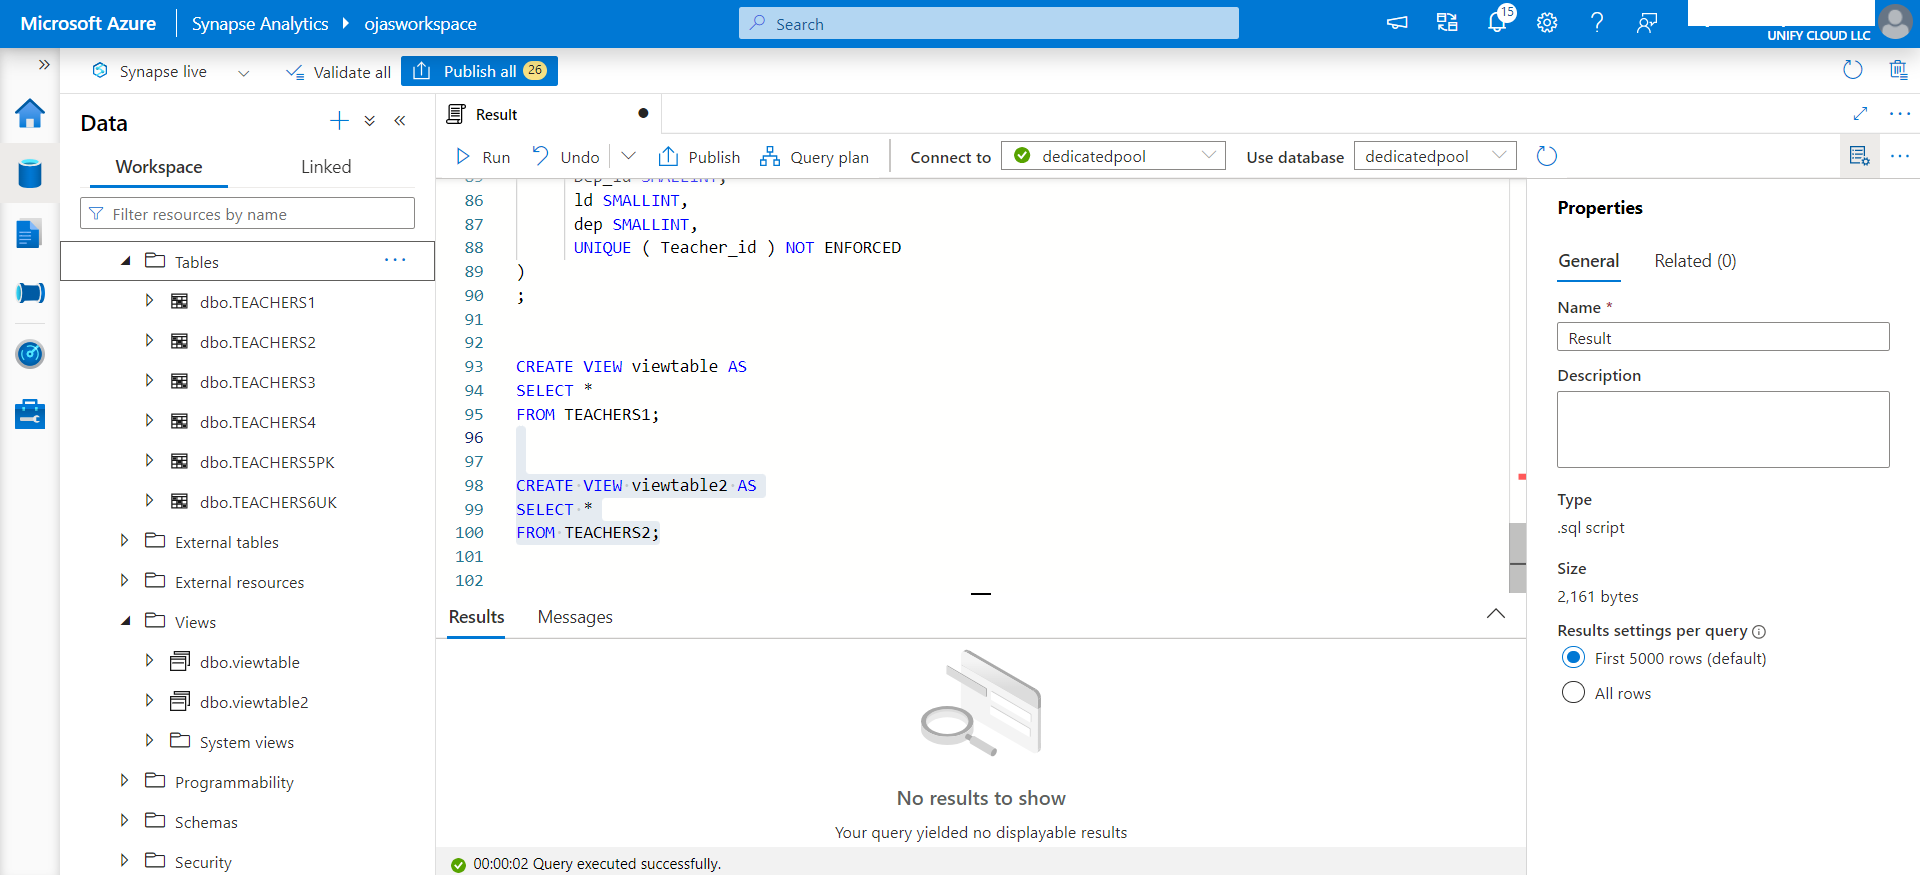 Microsoft Azure
Synapse Analytics
ojasworkspace
Search
15
UNIFY CLOUD LLC
Synapse live
Validate all
Publish all 26
Data
Workspace
Linked
Filter resources by name
Tables
dbo.TEACHERS1
dbo.TEACHERS2
dbo.TEACHERS3
dbo.TEACHERS4
dbo.TEACHERS5PK
dbo.TEACHERS6UK
External tables
External resources
Views
dbo.viewtable
dbo.viewtable2
System views
Programmability
Schemas
Security
Result
Run
Undo
Publish
Query plan
Connect to
dedicatedpool
Use database
dedicatedpool
85 Dep_id SMALLINT,
86 ld SMALLINT,
87 dep SMALLINT,
88 UNIQUE ( Teacher_id ) NOT ENFORCED
89 )
90 ;
91
92
93 CREATE VIEW viewtable AS
94 SELECT *
95 FROM TEACHERS1;
96
97
98 CREATE VIEW viewtable2 AS
99 SELECT *
100 FROM TEACHERS2;
101
102
Results
Messages
No results to show
Your query yielded no displayable results
00:00:02 Query executed successfully.
Properties
General
Related (0)
Name *
Result
Description
Type
.sql script
Size
2,161 bytes
Results settings per query
First 5000 rows (default)
All rows